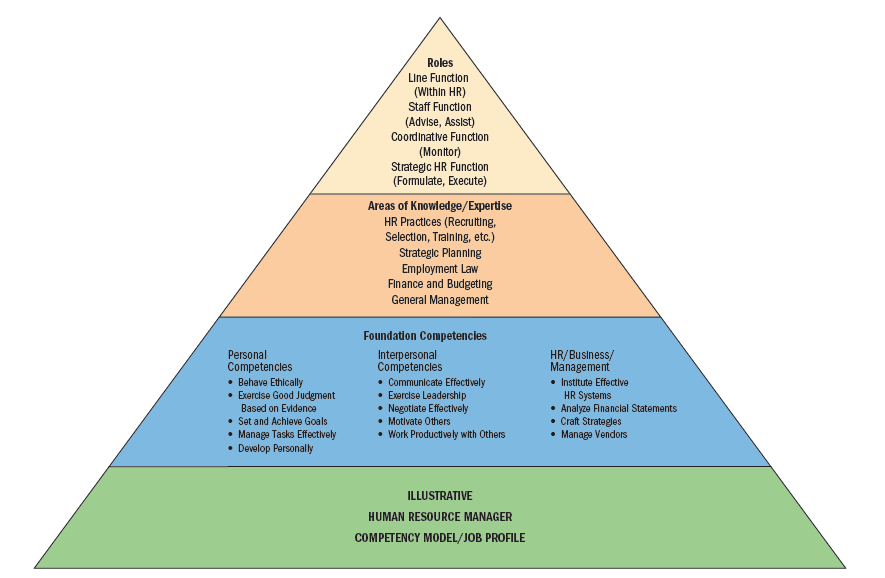 Roles
Line Function
(Within HR)
Staff Function
(Advise, Assist)
Coordinative Function
(Monitor)
Strategic HR Function
(Formulate, Execute)
Areas of Knowledge/Expertise
HR Practices (Recruiting,
Selection, Training, etc.)
Strategic Planning
Employment Law
Finance and Budgeting
General Management
Foundation Competencies
Personal
Competencies
• Behave Ethically
• Exercise Good Judgment
Based on Evidence
• Set and Achieve Goals
• Manage Tasks Effectively
• Develop Personally
Interpersonal
Competencies
• Communicate Effectively
• Exercise Leadership
• Negotiate Effectively
• Motivate Others
• Work Productively with Others
HR/Business/
Management
• Institute Effective
HR Systems
• Analyze Financial Statements
• Craft Strategies
• Manage Vendors
ILLUSTRATIVE
HUMAN RESOURCE MANAGER
COMPETENCY MODEL/JOB PROFILE